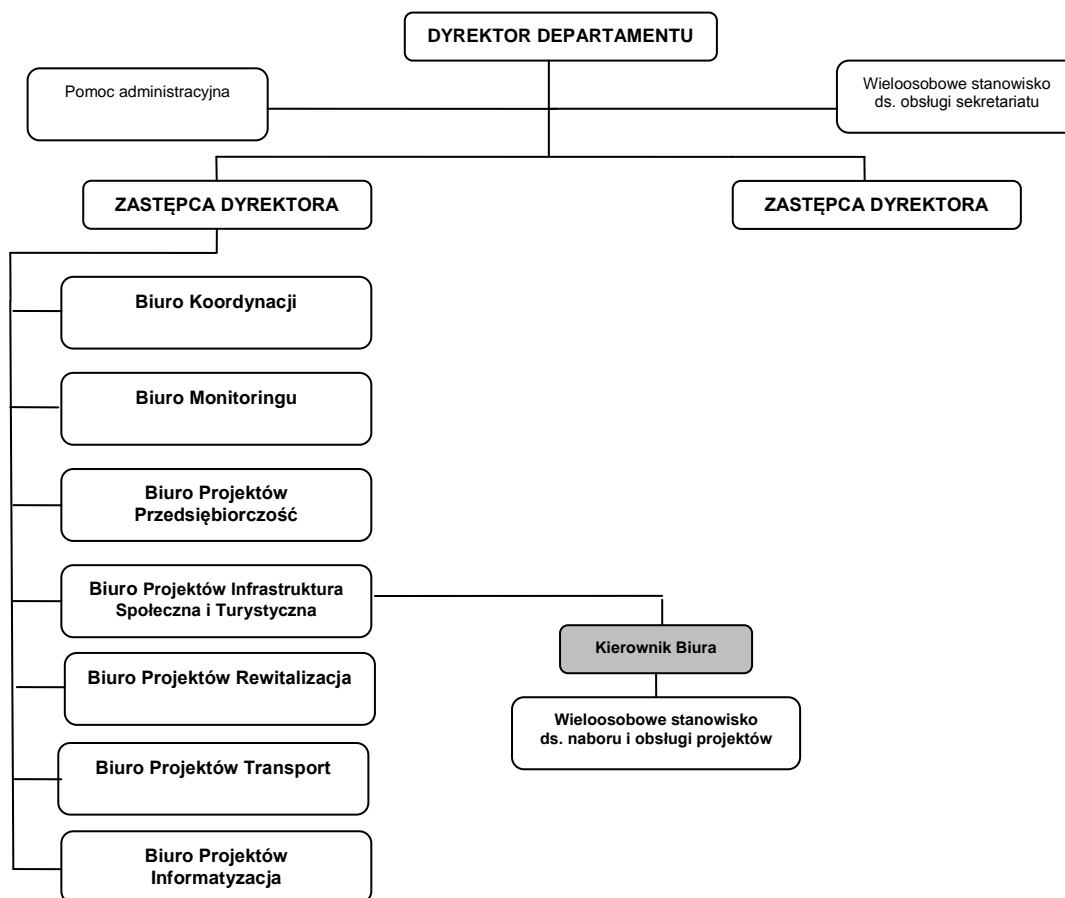 DYREKTOR DEPARTAMENTU
Pomoc administracyjna
Wieloosobowe stanowisko
ds. obsługi sekretariatu
ZASTĘPCA DYREKTORA
ZASTĘPCA DYREKTORA
Biuro Koordynacji
Biuro Monitoringu
Biuro Projektów
Przedsiębiorczość
Biuro Projektów Infrastruktura
Społeczna i Turystyczna
Kierownik Biura
Wieloosobowe stanowisko
ds. naboru i obsługi projektów
Biuro Projektów Rewitalizacja
Biuro Projektów Transport
Biuro Projektów
Informatyzacja